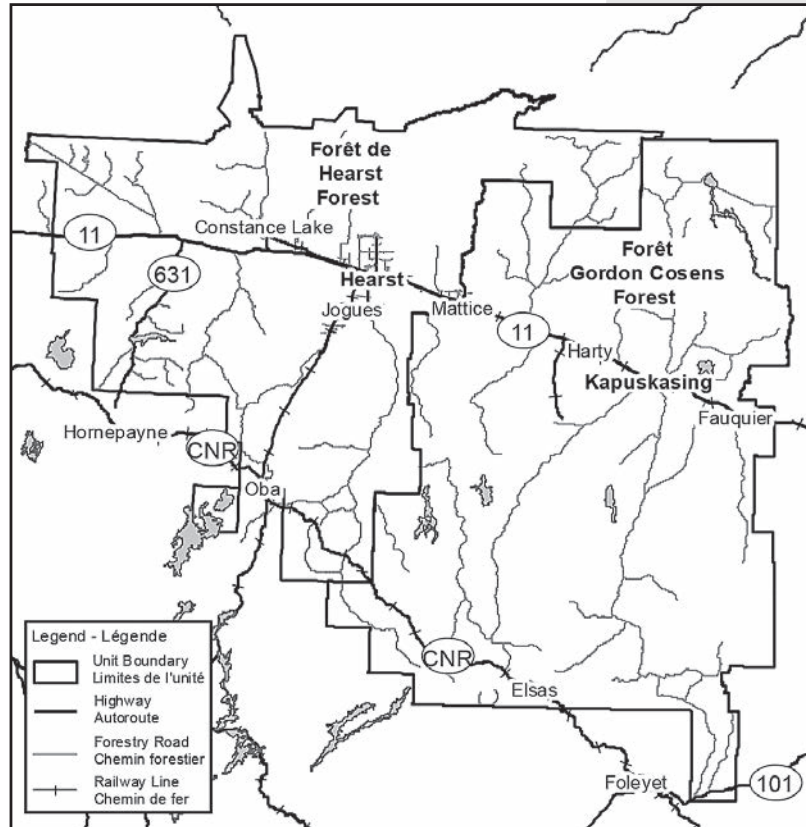 Forêt de
Hearst
Forest
Constance Lake
11
631
Hearst
Jogues
Mattice
Forêt
Gordon Cosens
Forest
11
Harty
Kapuskasing
Fauquier
Hornepayne
CNR
Oba
CNR
Elsas
Foleyet
101
Legend - Légende
Unit Boundary
Limites de l'unité
Highway
Autoroute
Forestry Road
Chemin forestier
Railway Line
Chemin de fer